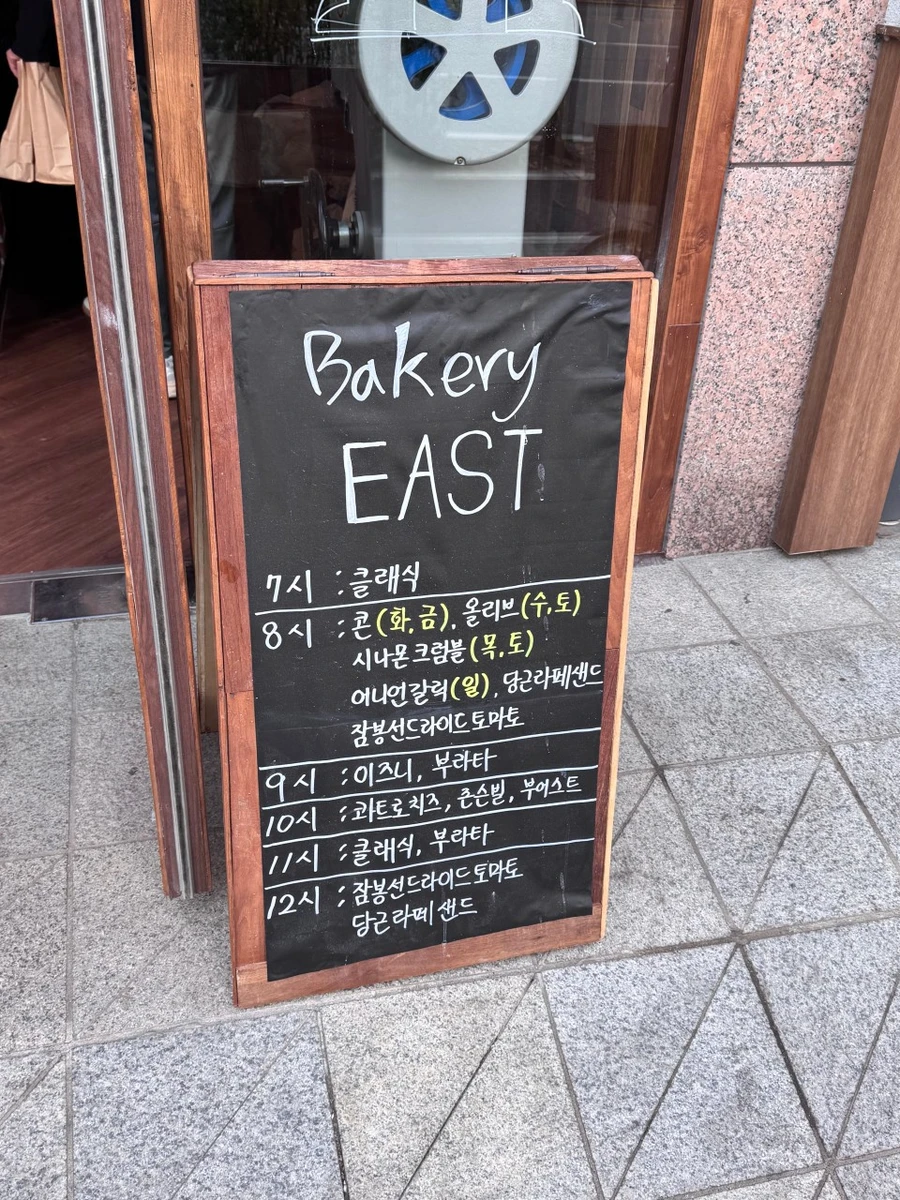 Bakery
EAST
7시 : 클래식
8시 : 콘(화,금), 올리브(수,토)
시나몬크럼블(목,토)
어니언갈릭(일), 당근라페샌드
잠봉선드라이드토마토
9시 : 이즈니, 부라타
10시 : 콰트로치즈, 존슨빌, 부어스트
11시 : 클래식, 부라타
12시 : 잠봉선드라이드토마토
당근라페 샌드